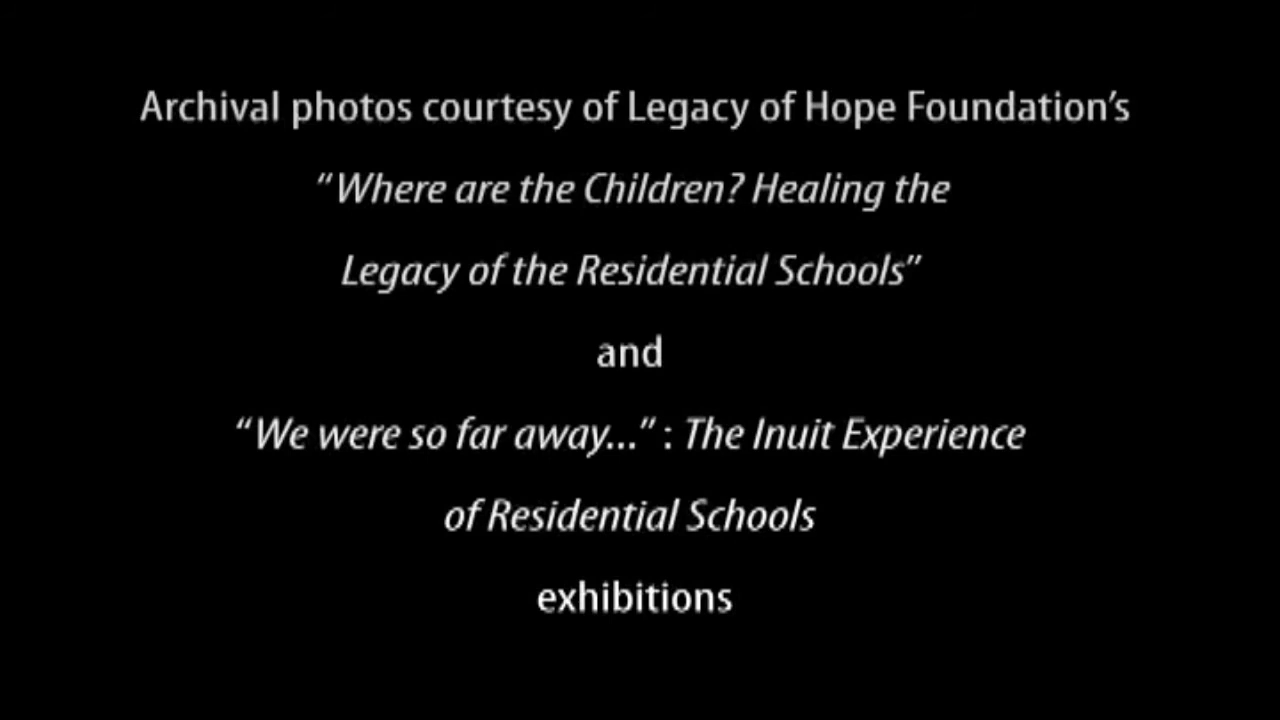 Archival photos courtesy of Legacy of Hope Foundation’s
“Where are the Children? Healing the
Legacy of the Residential Schools”
and
“We were so far away...” : The Inuit Experience
of Residential Schools
exhibitions